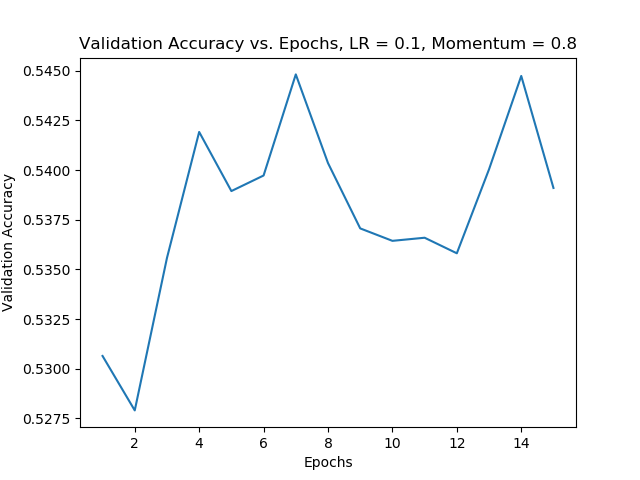 Validation Accuracy vs. Epochs, LR = 0.1, Momentum = 0.8
0.5450
0.5425
0.5400
0.5375
0.5350
0.5325
0.5300
0.5275
Validation Accuracy
2 4 6 8 10 12 14
Epochs